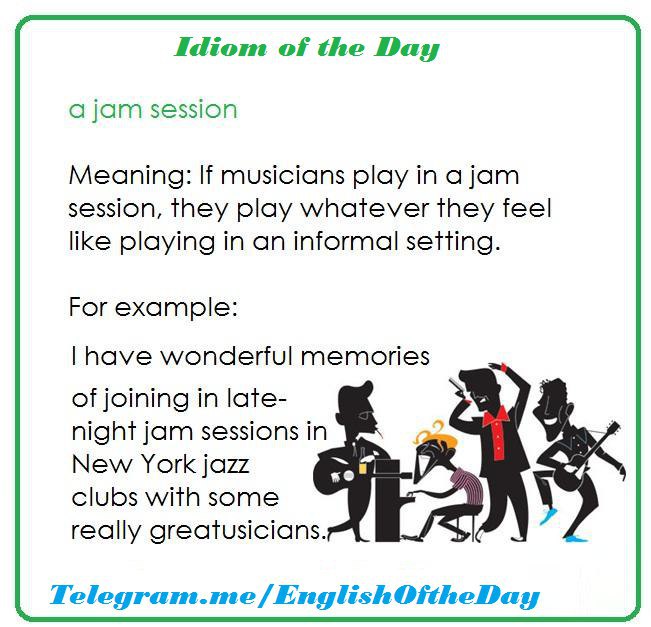 Idiom of the Day
a jam session
Meaning: If musicians play in a jam
session, they play whatever they feel
like playing in an informal setting.
For example:
I have wonderful memories
of joining in late-
night jam sessions in
New York jazz
clubs with some
really greatusicians.
Telegram.me/EnglishOftheDay